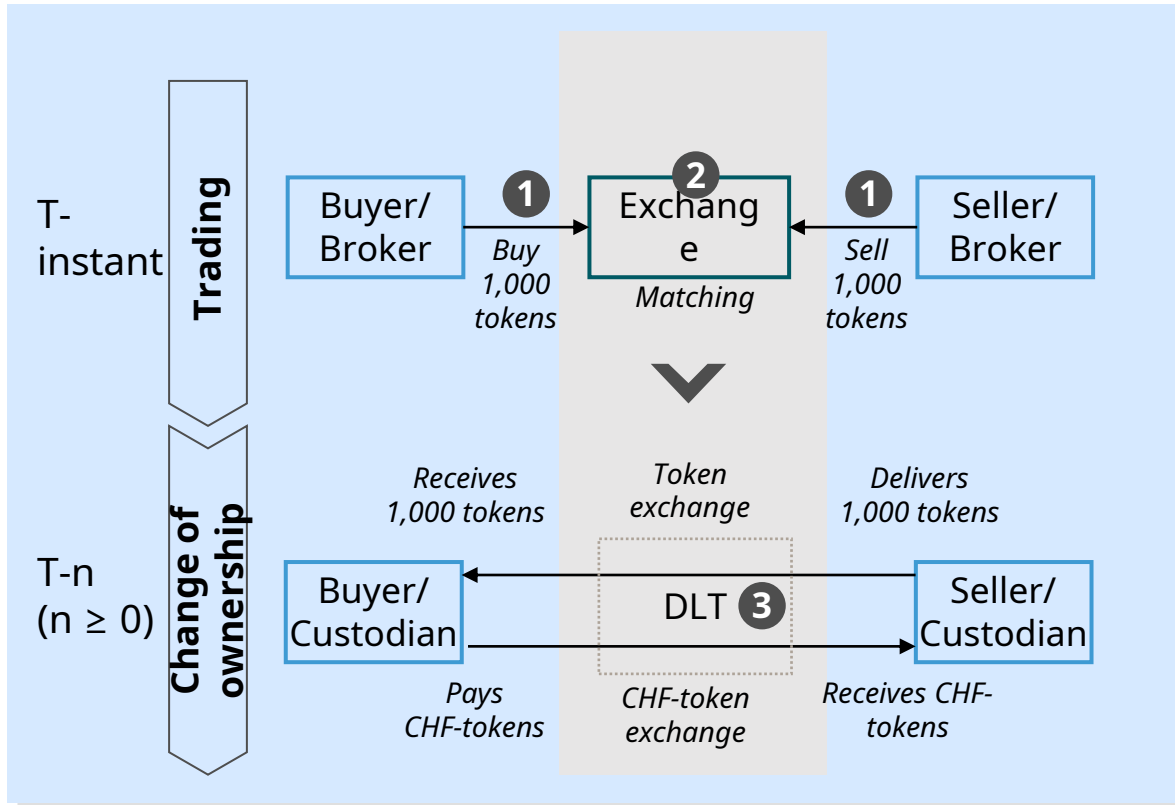 T-
instant
Trading
Buyer/
Broker
1
Buy
1,000
tokens
2
Exchang
e
Matching
1
Sell
1,000
tokens
Seller/
Broker
T-n
(n ≥ 0)
Change of
ownership
Receives
1,000 tokens
Token
exchange
Delivers
1,000 tokens
Buyer/
Custodian
DLT
3
Seller/
Custodian
Pays
CHF-tokens
CHF-token
exchange
Receives CHF-
tokens